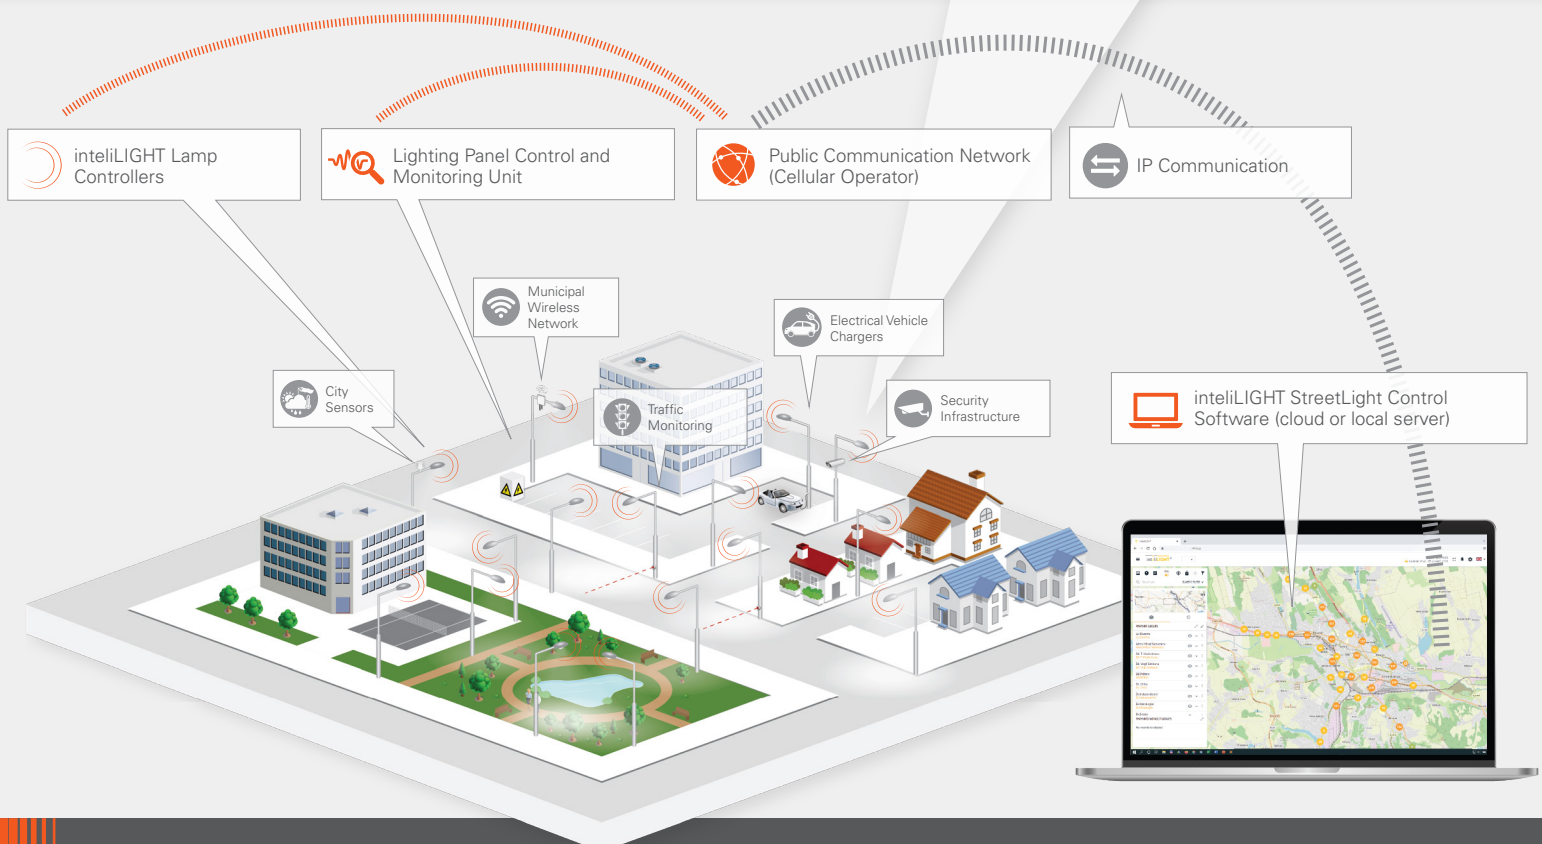 inteliLIGHT Lamp
Controllers
Lighting Panel Control and
Monitoring Unit
Public Communication Network
(Cellular Operator)
IP Communication
Municipal
Wireless
Network
Electrical Vehicle
Chargers
City
Sensors
Traffic
Monitoring
Security
Infrastructure
inteliLIGHT StreetLight Control
Software (cloud or local server)